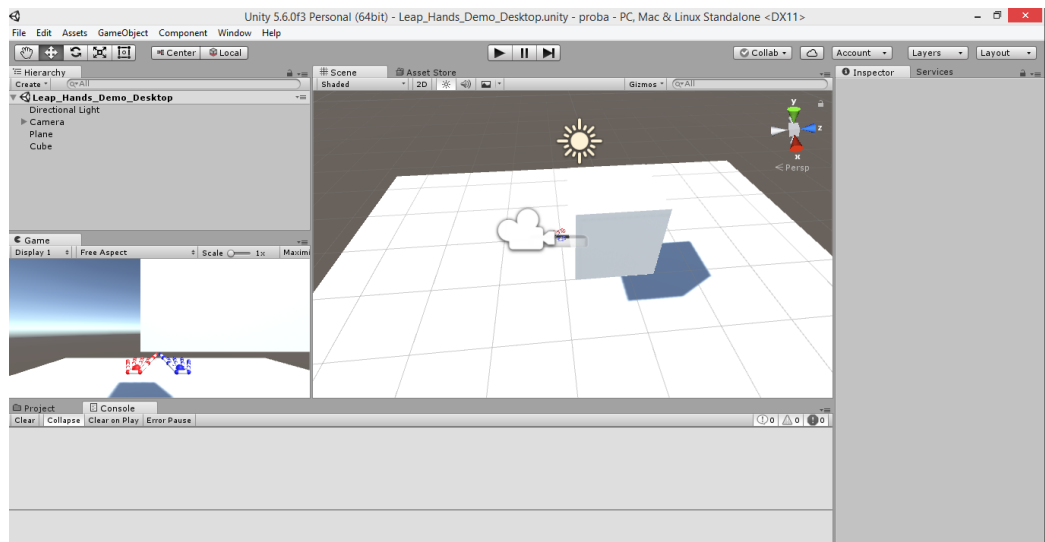 Unity 5.6.0f3 Personal (64bit) - Leap_Hands_Demo_Desktop.unity - proba - PC, Mac & Linux Standalone <DX11>
File Edit Assets GameObject Component Window Help
Center Local Collab Account Layers Layout
Hierarchy
Create All
Leap_Hands_Demo_Desktop
Directional Light
Camera
Plane
Cube
Scene Asset Store
Shaded 2D Gizmos All
y
z
x
Persp
Inspector Services
Game
Display 1 Free Aspect Scale 1x Maximi
Project Console
Clear Collapse Clear on Play Error Pause 0 0 0